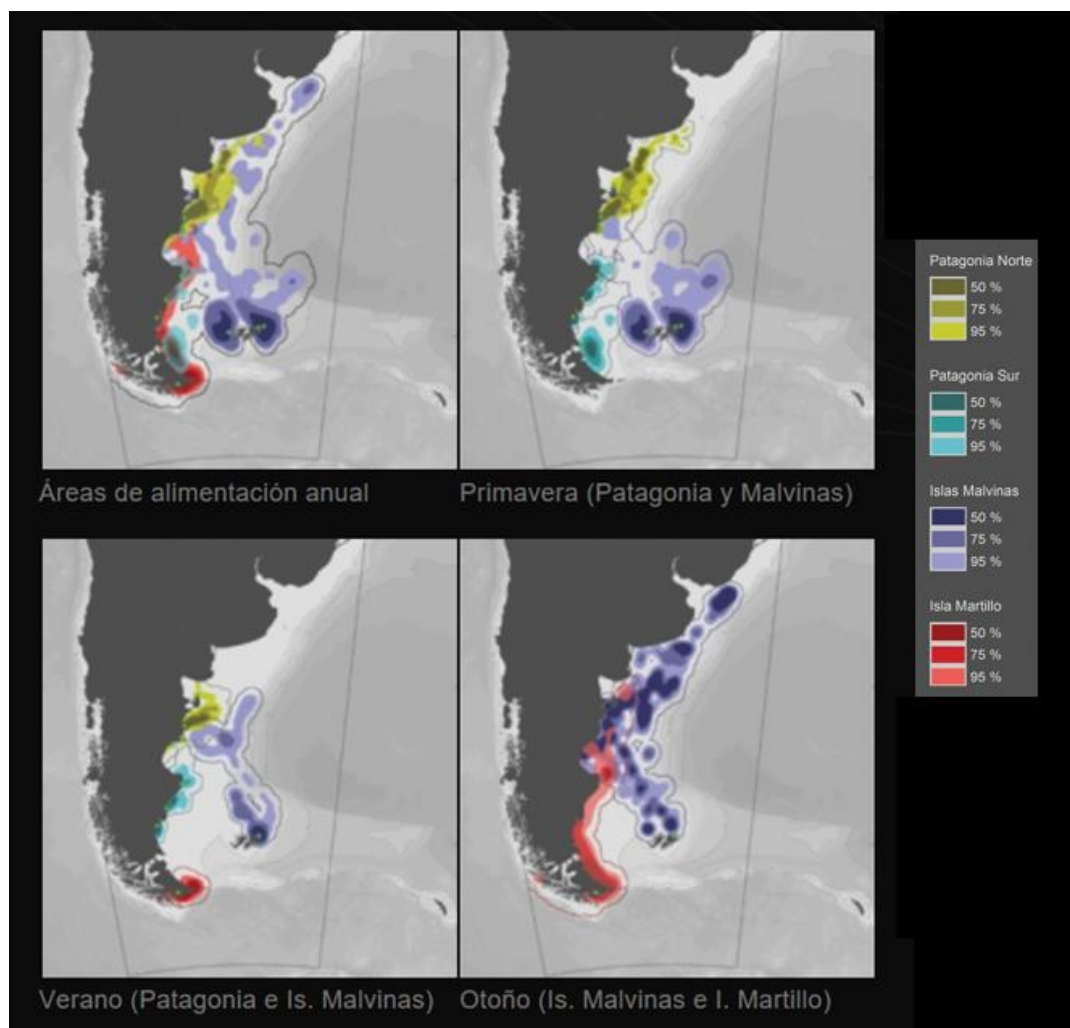 Áreas de alimentación anual
Primavera (Patagonia y Malvinas)
Patagonia Norte
50 %
75 %
95 %
Patagonia Sur
50 %
75 %
95 %
Islas Malvinas
50 %
75 %
95 %
Isla Martillo
50 %
75 %
95 %
Verano (Patagonia e Is. Malvinas)
Otoño (Is. Malvinas e I. Martillo)